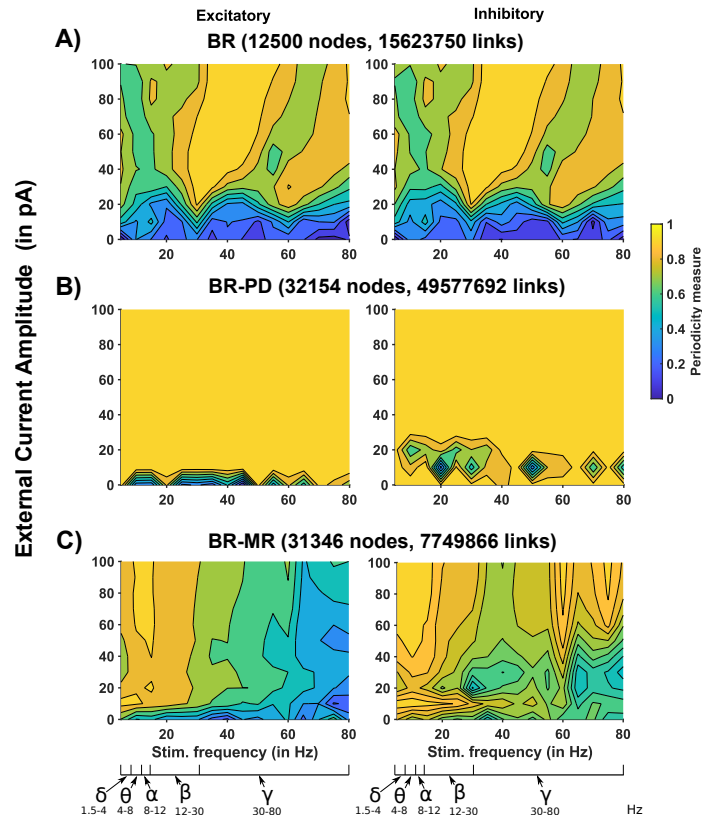 Excitatory Inhibitory
A) BR (12500 nodes, 15623750 links)
100 100
80 80
60 60
40 40
20 20
0 0
20 40 60 80 20 40 60 80
B) BR-PD (32154 nodes, 49577692 links)
100 100
80 80
60 60
40 40
20 20
0 0
20 40 60 80 20 40 60 80
C) BR-MR (31346 nodes, 7749866 links)
100 100
80 80
60 60
40 40
20 20
0 0
20 40 60 80 20 40 60 80
Stim. frequency (in Hz) Stim. frequency (in Hz)
δ θ α β γ δ θ α β γ
1.5-4 4-8 8-12 12-30 30-80 1.5-4 4-8 8-12 12-30 30-80 Hz
External Current Amplitude (in pA)
1
0.8
0.6
0.4
0.2
0
Periodicity measure